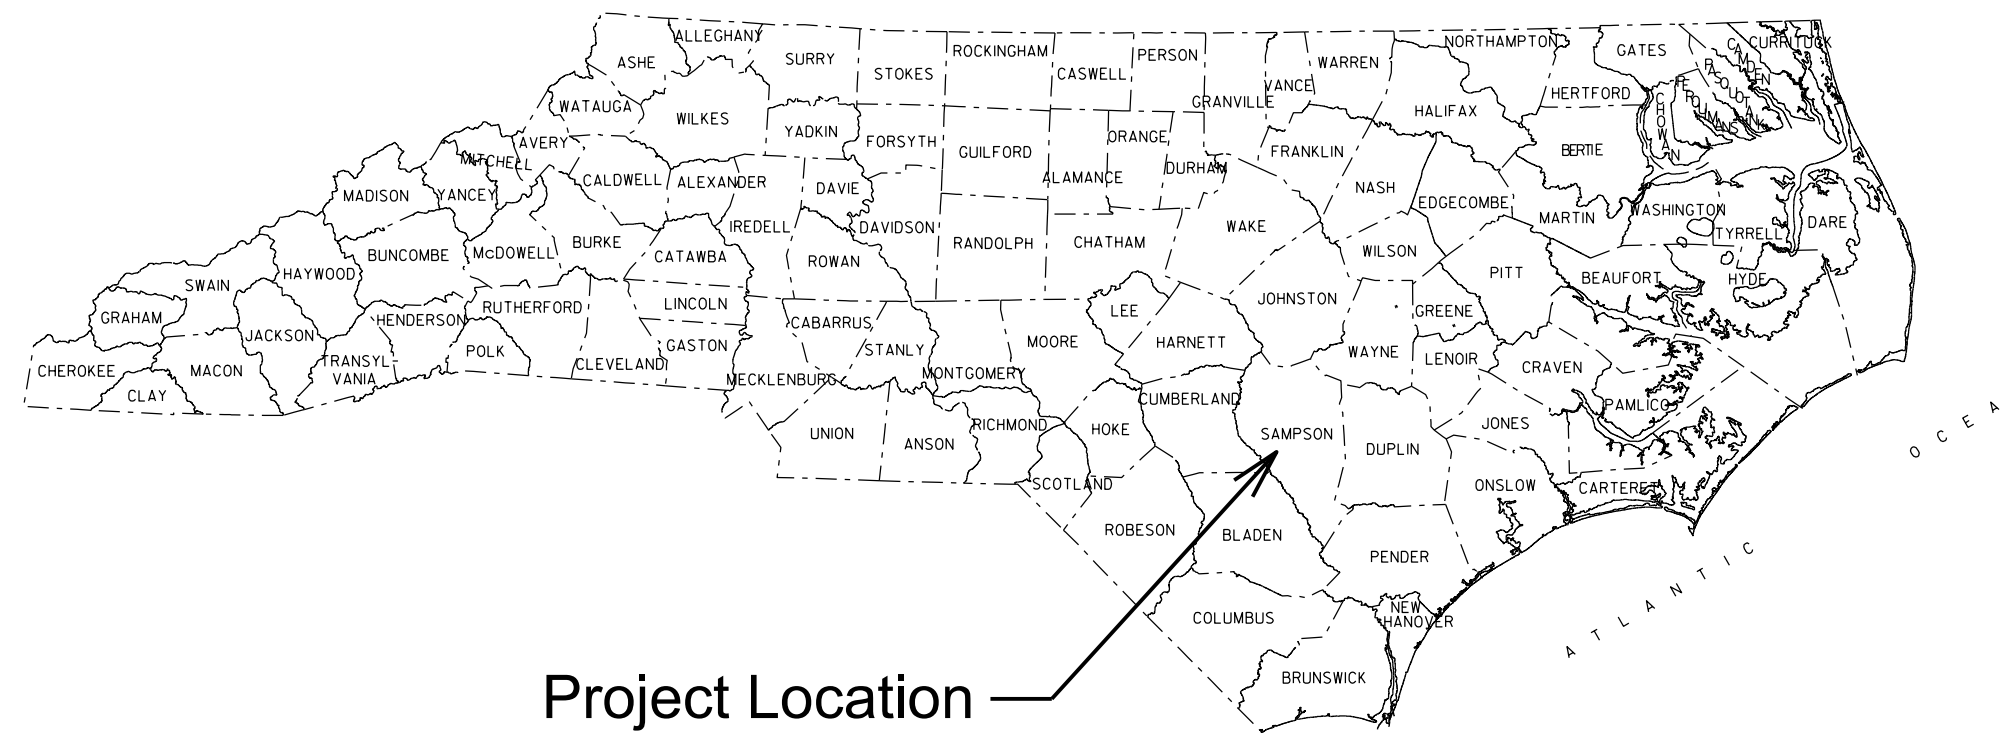 ALLEGHANY
ASHE
SURRY
STOKES
ROCKINGHAM
CASWELL
PERSON
GRANVILLE
VANCE
WARREN
NORTHAMPTON
GATES
CURRITUCK
CAMDEN
PASQUOTANK
PERQUIMANS
CHOWAN
HERTFORD
HALIFAX
BERTIE
WATAUGA
WILKES
YADKIN
FORSYTH
GUILFORD
ORANGE
ALAMANCE
DURHAM
FRANKLIN
NASH
EDGECOMBE
MARTIN
WASHINGTON
TYRRELL
DARE
AVERY
MITCHELL
YANCEY
MADISON
CALDWELL
ALEXANDER
DAVIE
IREDELL
DAVIDSON
RANDOLPH
CHATHAM
WAKE
WILSON
PITT
BEAUFORT
HYDE
BUNCOMBE
McDOWELL
BURKE
CATAWBA
ROWAN
HAYWOOD
SWAIN
GRAHAM
JACKSON
HENDERSON
RUTHERFORD
LINCOLN
CABARRUS
STANLY
MOORE
LEE
HARNETT
JOHNSTON
GREENE
WAYNE
LENOIR
CRAVEN
PAMLICO
CHEROKEE
CLAY
MACON
TRANSYL-
VANIA
POLK
CLEVELAND
GASTON
MECKLENBURG
MONTGOMERY
UNION
ANSON
RICHMOND
HOKE
CUMBERLAND
SAMPSON
DUPLIN
JONES
SCOTLAND
ONSLOW
CARTERET
ROBESON
BLADEN
PENDER
COLUMBUS
NEW
HANOVER
BRUNSWICK
ATLANTIC
OCEA
Project Location